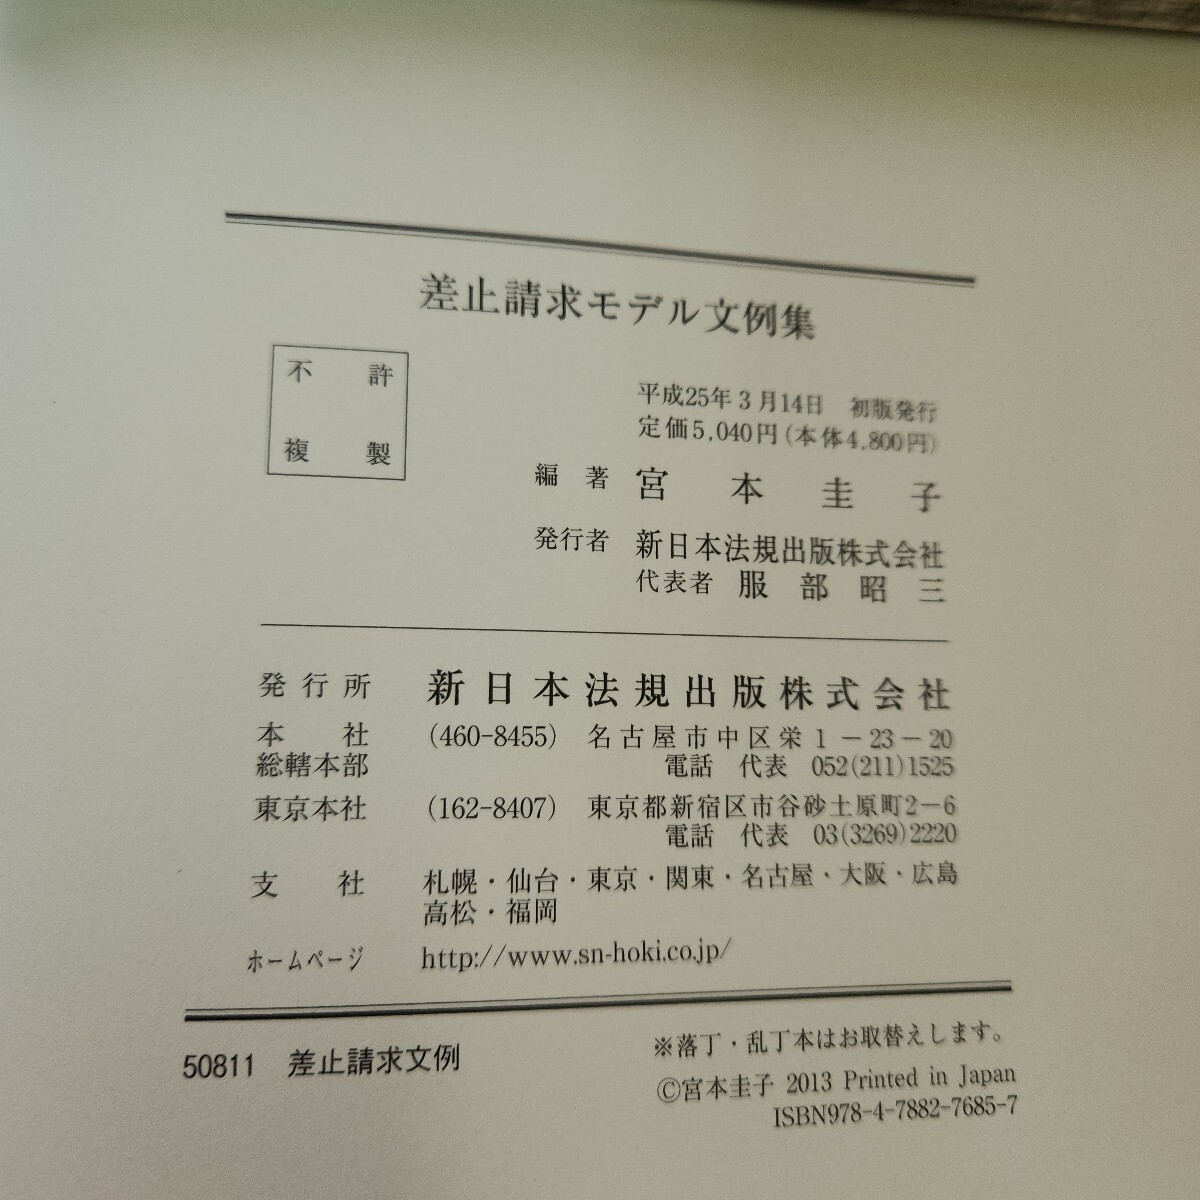 差止請求モデル文例集
不許
複製
平成25年3月14日 初版発行
定価5,040円(本体4,800円)
編著 宮本圭子
発行者 新日本法規出版株式会社
代表者 服部昭三
発行所 新日本法規出版株式会社
本社 (460-8455) 名古屋市中区栄1-23-20
総轄本部 電話 代表 052(211)1525
東京本社 (162-8407) 東京都新宿区市谷砂土原町2-6
電話 代表 03(3269)2220
支社 札幌・仙台・東京・関東・名古屋・大阪・広島
高松・福岡
ホームページ http://www.sn-hoki.co.jp/
50811 差止請求文例
※落丁・乱丁本はお取替えします。
©宮本圭子 2013 Printed in Japan
ISBN978-4-7882-7685-7